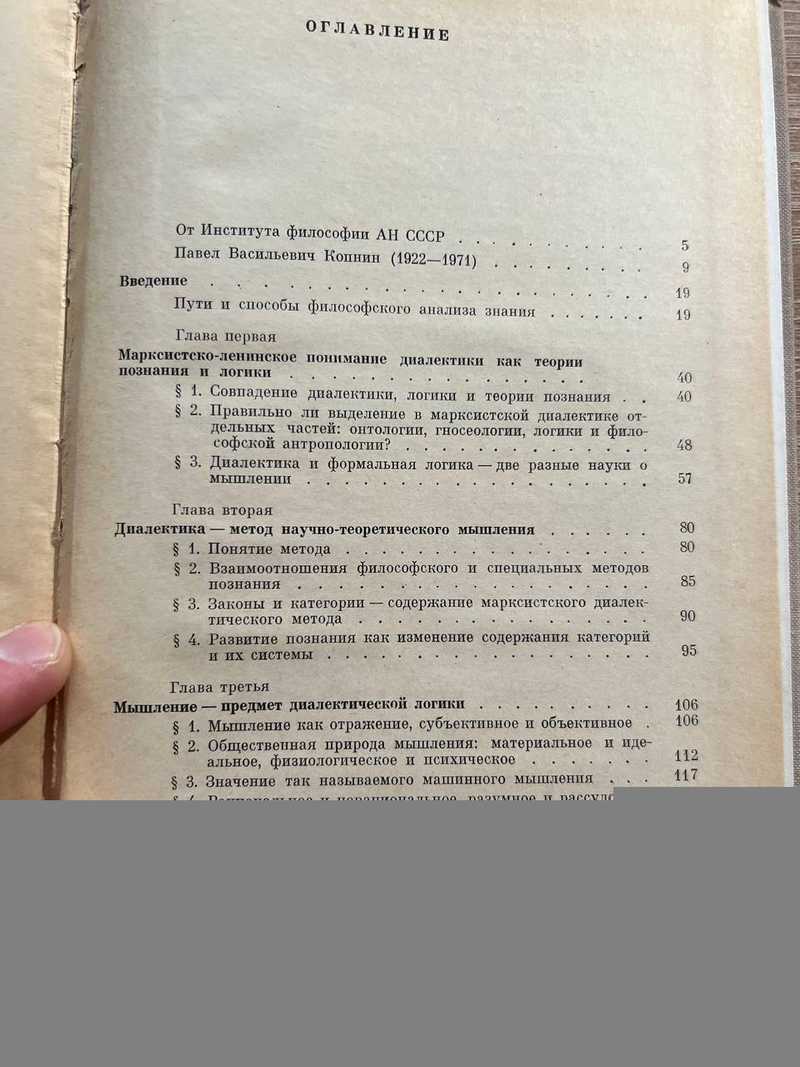 ОГЛАВЛЕНИЕ
От Института философии АН СССР . . . . . . . . . 5
Павел Васильевич Копнин (1922—1971) . . . . . . . . 9
Введение . . . . . . . . . . . . . . . . . . . 19
Пути и способы философского анализа знания . . . . . . . 19
Глава первая
Марксистско-ленинское понимание диалектики как теории
познания и логики . . . . . . . . . . . . . . 40
§ 1. Совпадение диалектики, логики и теории познания . . 40
§ 2. Правильно ли выделение в марксистской диалектике от-
дельных частей: онтологии, гносеологии, логики и фило-
софской антропологии? . . . . . . . . . . . . 48
§ 3. Диалектика и формальная логика — две разные науки о
мышлении . . . . . . . . . . . . . . . . . 57
Глава вторая
Диалектика — метод научно-теоретического мышления . . . . . . 80
§ 1. Понятие метода . . . . . . . . . . . . . . . 80
§ 2. Взаимоотношения философского и специальных методов
познания . . . . . . . . . . . . . . . . . 85
§ 3. Законы и категории — содержание марксистского диалек-
тического метода . . . . . . . . . . . . . . 90
§ 4. Развитие познания как изменение содержания категорий
и их системы . . . . . . . . . . . . . . . . 95
Глава третья
Мышление — предмет диалектической логики . . . . . . . . . . 106
§ 1. Мышление как отражение, субъективное и объективное . 106
§ 2. Общественная природа мышления: материальное и иде-
альное, физиологическое и психическое . . . . . . . 112
§ 3. Значение так называемого машинного мышления . . . 117